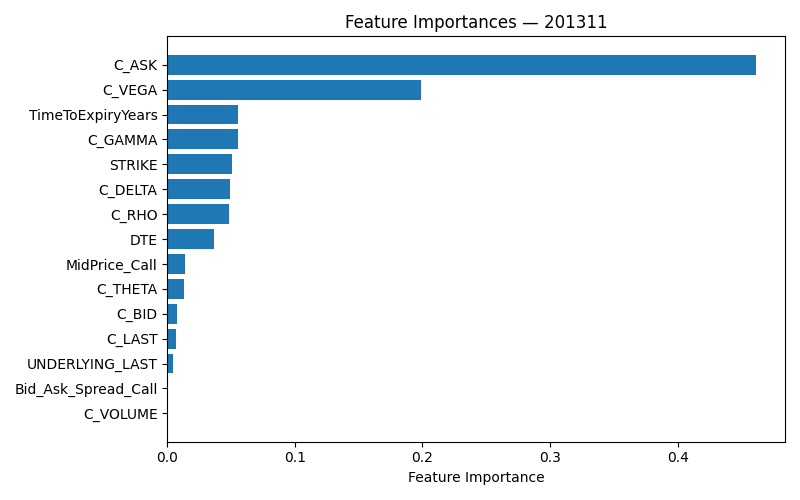 Feature Importances — 201311
C_ASK
C_VEGA
TimeToExpiryYears
C_GAMMA
STRIKE
C_DELTA
C_RHO
DTE
MidPrice_Call
C_THETA
C_BID
C_LAST
UNDERLYING_LAST
Bid_Ask_Spread_Call
C_VOLUME
0.0 0.1 0.2 0.3 0.4
Feature Importance